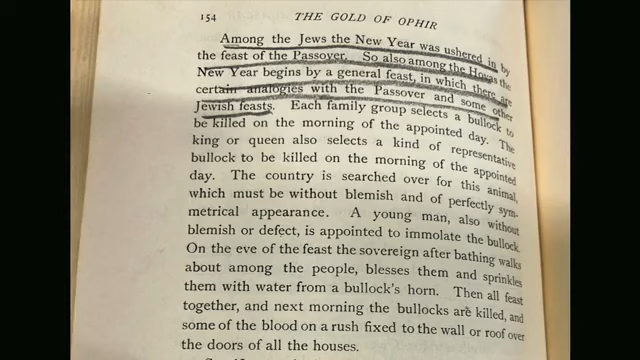 154 THE GOLD OF OPHIR
Among the Jews the New Year was ushered in by
the feast of the Passover. So also among the Hovas the
New Year begins by a general feast, in which there are
certain analogies with the Passover and some other
Jewish feasts. Each family group selects a bullock to
be killed on the morning of the appointed day. The
king or queen also selects a kind of representative
bullock to be killed on the morning of the appointed
day. The country is searched over for this animal,
which must be without blemish and of perfectly sym-
metrical appearance. A young man, also without
blemish or defect, is appointed to immolate the bullock.
On the eve of the feast the sovereign after bathing walks
about among the people, blesses them and sprinkles
them with water from a bullock's horn. Then all feast
together, and next morning the bullocks are killed, and
some of the blood on a rush fixed to the wall or roof over
the doors of all the houses.